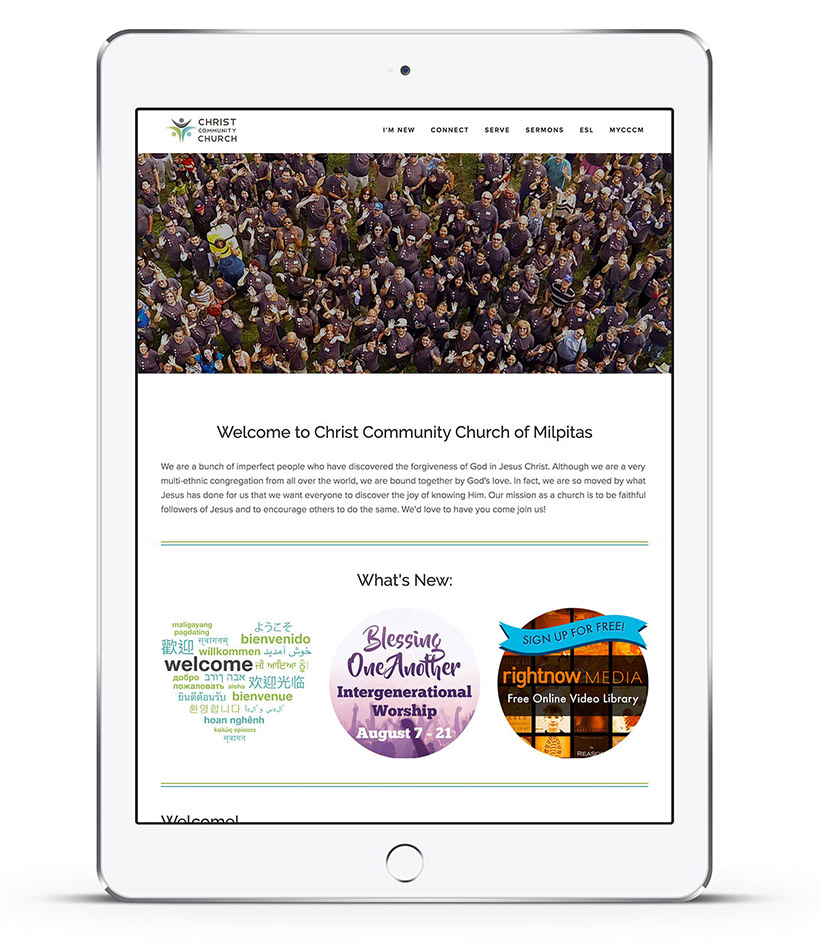 CHRIST
COMMUNITY
CHURCH
I'M NEW CONNECT SERVE SERMONS ESL MYCCCM
Welcome to Christ Community Church of Milpitas
We are a bunch of imperfect people who have discovered the forgiveness of God in Jesus Christ. Although we are a very
multi-ethnic congregation from all over the world, we are bound together by God's love. In fact, we are so moved by what
Jesus has done for us that we want everyone to discover the joy of knowing Him. Our mission as a church is to be faithful
followers of Jesus and to encourage others to do the same. We'd love to have you come join us!
What's New:
maligayang
pagdating
ようこそ
歡迎
स्वागतम्
bienvenido
willkommen
خوش آمدید
welcome
ਜੀ ਆਇਆ ਨੂੰ
добро
пожаловать
ברוך הבא
aloha
欢迎光临
ยินดีต้อนรับ
bienvenue
환영합니다
أهلا و سهلا
hoan nghênh
καλώς ορίσατε
स्वागत
Blessing
One Another
Intergenerational
Worship
August 7 - 21
SIGN UP FOR FREE!
rightnow MEDIA
Free Online Video Library
REASON
Welcome!